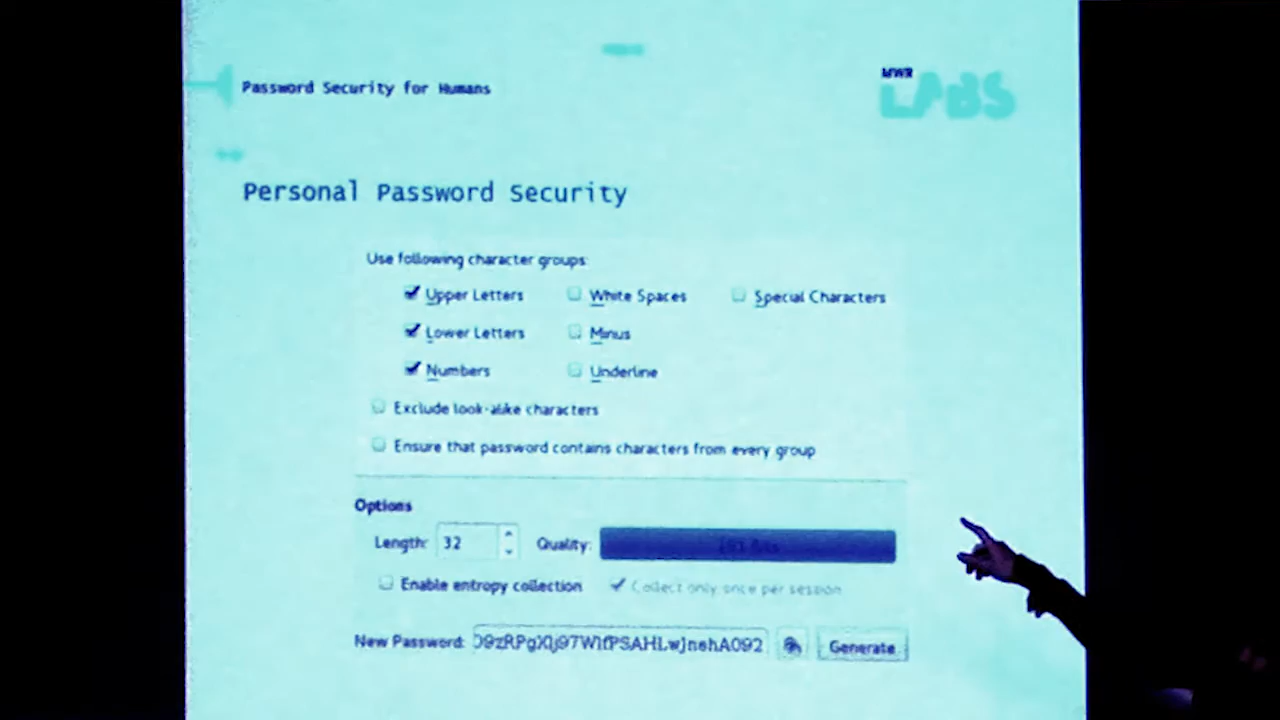 Password Security for Humans
MWR
LABS
Personal Password Security
Use following character groups:
Upper Letters White Spaces Special Characters
Lower Letters Minus
Numbers Underline
Exclude look-alike characters
Ensure that password contains characters from every group
Options
Length: 32 Quality:
Enable entropy collection Collect only once per session
New Password: Generate